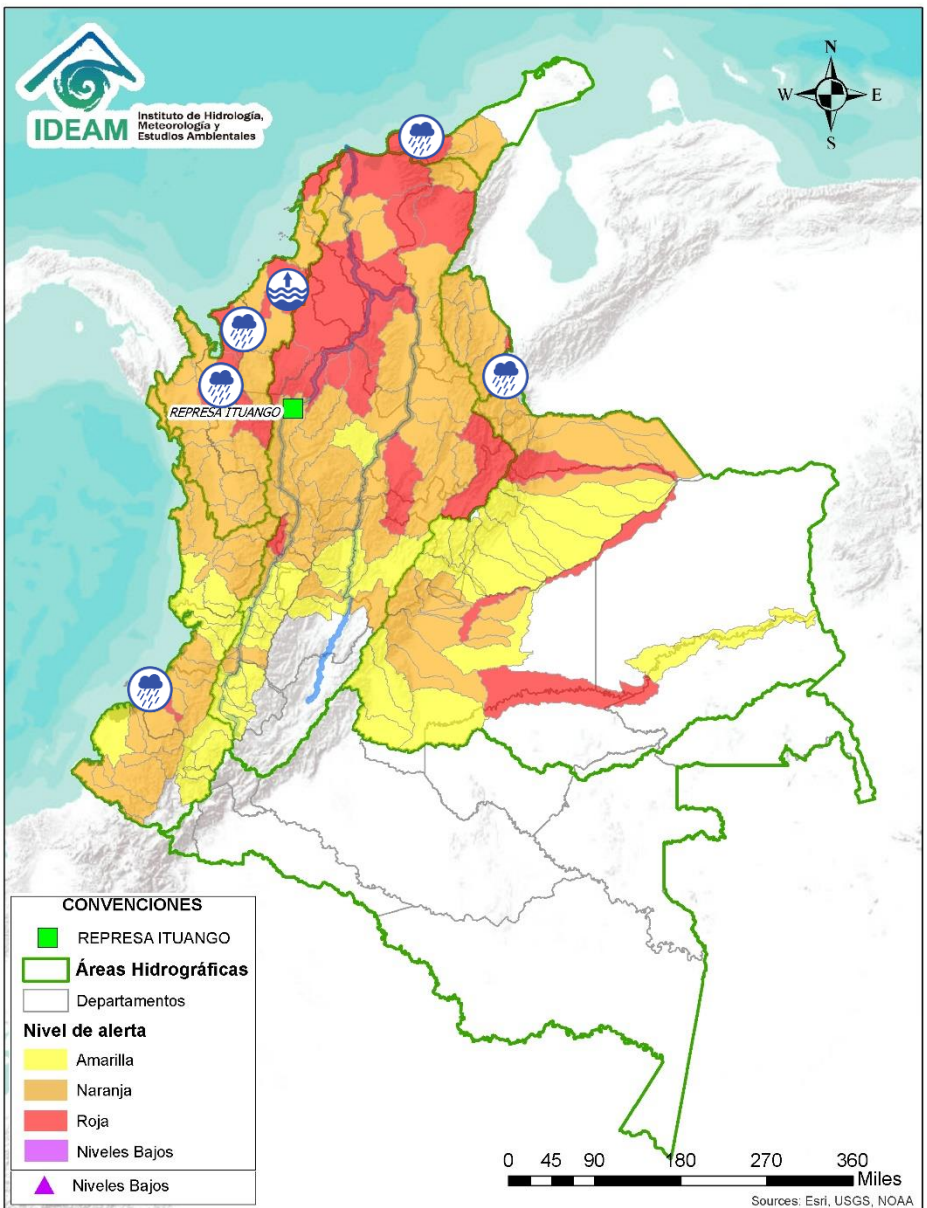 IDEAM
Instituto de Hidrología,
Meteorología y
Estudios Ambientales
N
W E
S
REPRESA ITUANGO
CONVENCIONES
REPRESA ITUANGO
Áreas Hidrográficas
Departamentos
Nivel de alerta
Amarilla
Naranja
Roja
Niveles Bajos
Niveles Bajos
0 45 90 180 270 360
Miles
Sources: Esri, USGS, NOAA